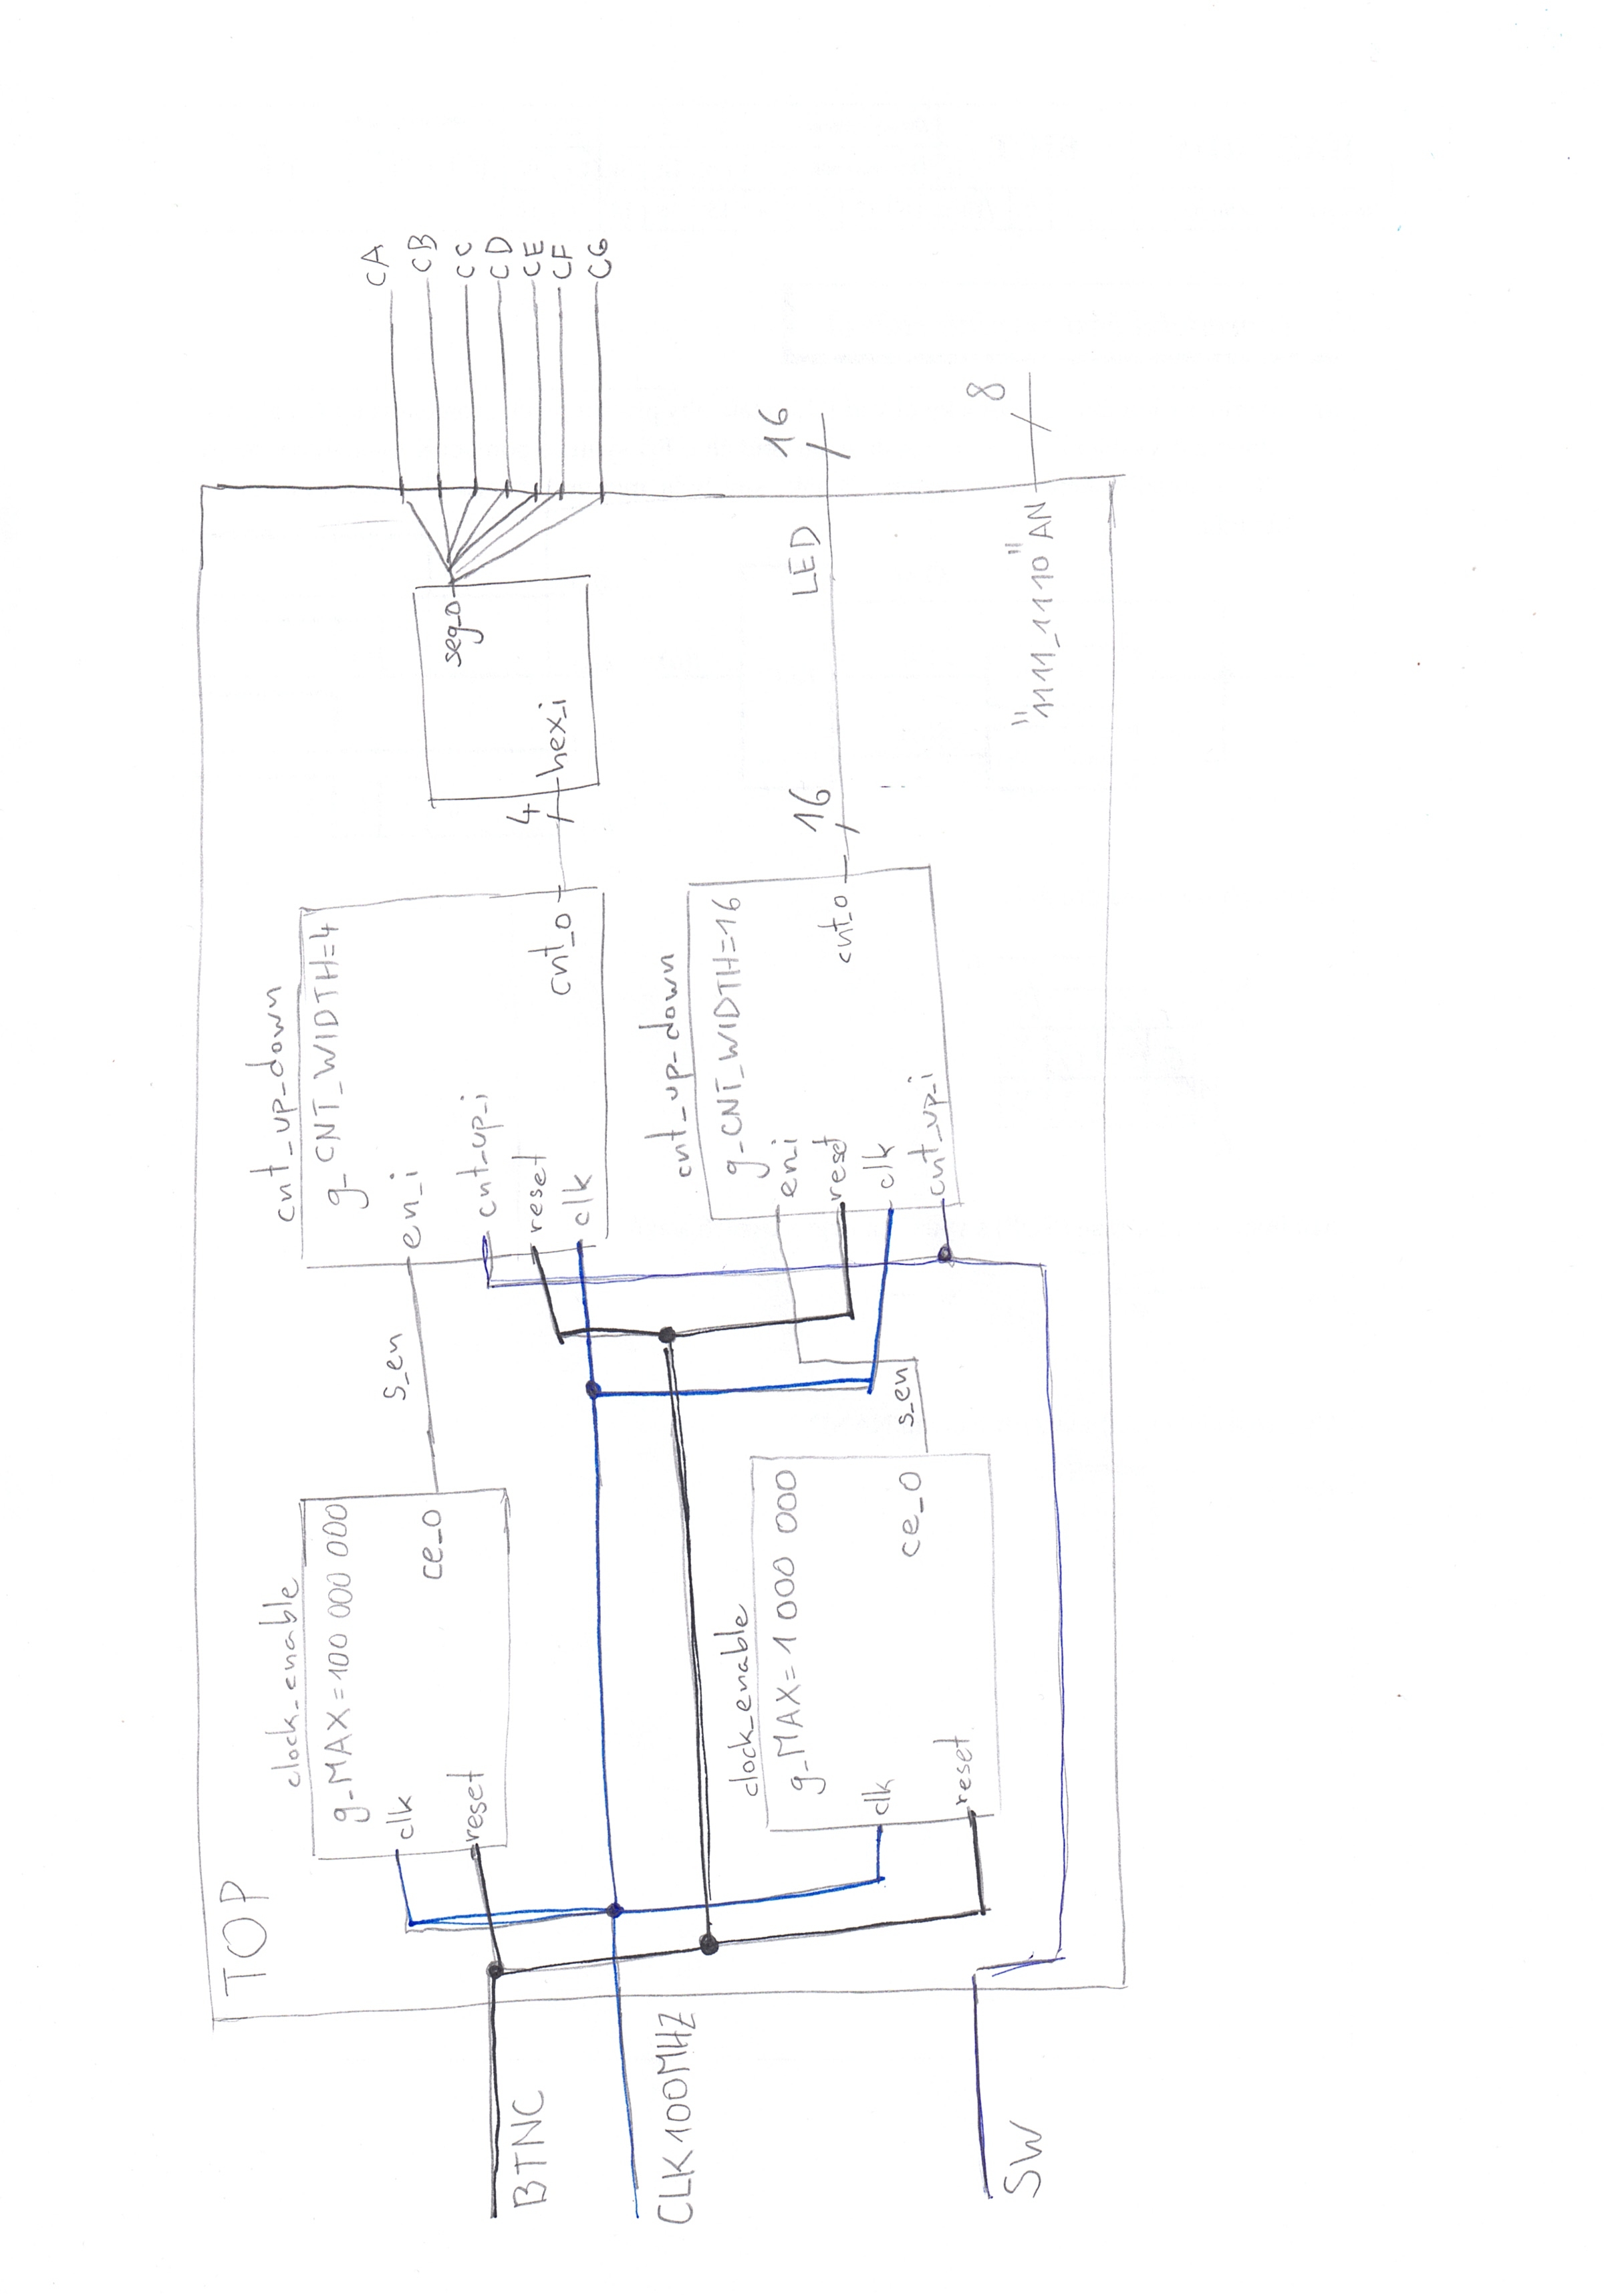 TOP
clock_enable
g_MAX=100 000 000
clk
reset
ce_o
s_en
cnt_up_down
g_CNT_WIDTH=4
en_i
cnt_up_i
reset
clk
cnt_o
4
hex_i
seg_o
CA
CB
CC
CD
CE
CF
CG
BTNC
CLK100MHZ
SW
clock_enable
g_MAX=1 000 000
clk
reset
ce_o
s_en
cnt_up_down
g_CNT_WIDTH=16
en_i
reset
clk
cnt_up_i
cnt_o
16
LED
16
"1111_1110" AN
8